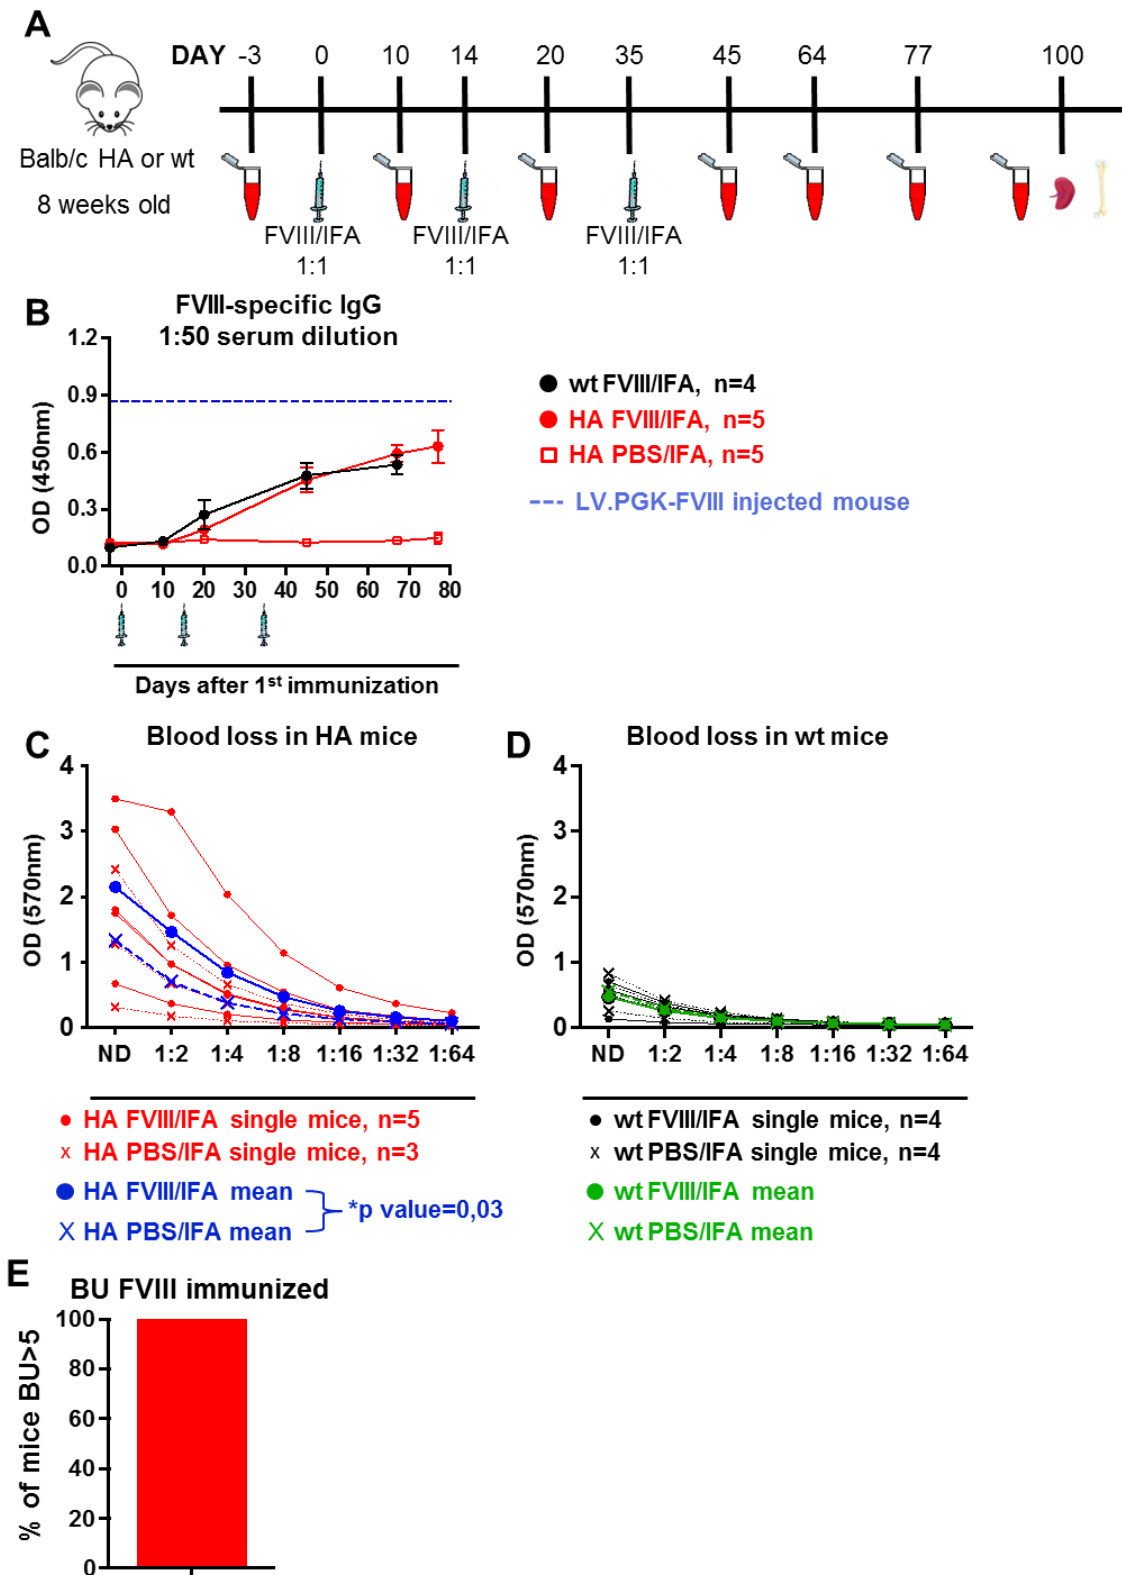 A
DAY -3 0 10 14 20 35 45 64 77 100
Balb/c HA or wt
8 weeks old
FVIII/IFA FVIII/IFA FVIII/IFA
1:1 1:1 1:1
B
FVIII-specific IgG
1:50 serum dilution
OD (450nm)
1.2
0.9
0.6
0.3
0.0
0 10 20 30 40 50 60 70 80
Days after 1st immunization
wt FVIII/IFA, n=4
HA FVIII/IFA, n=5
HA PBS/IFA, n=5
LV.PGK-FVIII injected mouse
C
Blood loss in HA mice
OD (570nm)
4
3
2
1
0
ND 1:2 1:4 1:8 1:16 1:32 1:64
HA FVIII/IFA single mice, n=5
HA PBS/IFA single mice, n=3
HA FVIII/IFA mean
HA PBS/IFA mean
*p value=0,03
D
Blood loss in wt mice
OD (570nm)
4
3
2
1
0
ND 1:2 1:4 1:8 1:16 1:32 1:64
wt FVIII/IFA single mice, n=4
wt PBS/IFA single mice, n=4
wt FVIII/IFA mean
wt PBS/IFA mean
E
BU FVIII immunized
% of mice BU>5
100
80
60
40
20
0